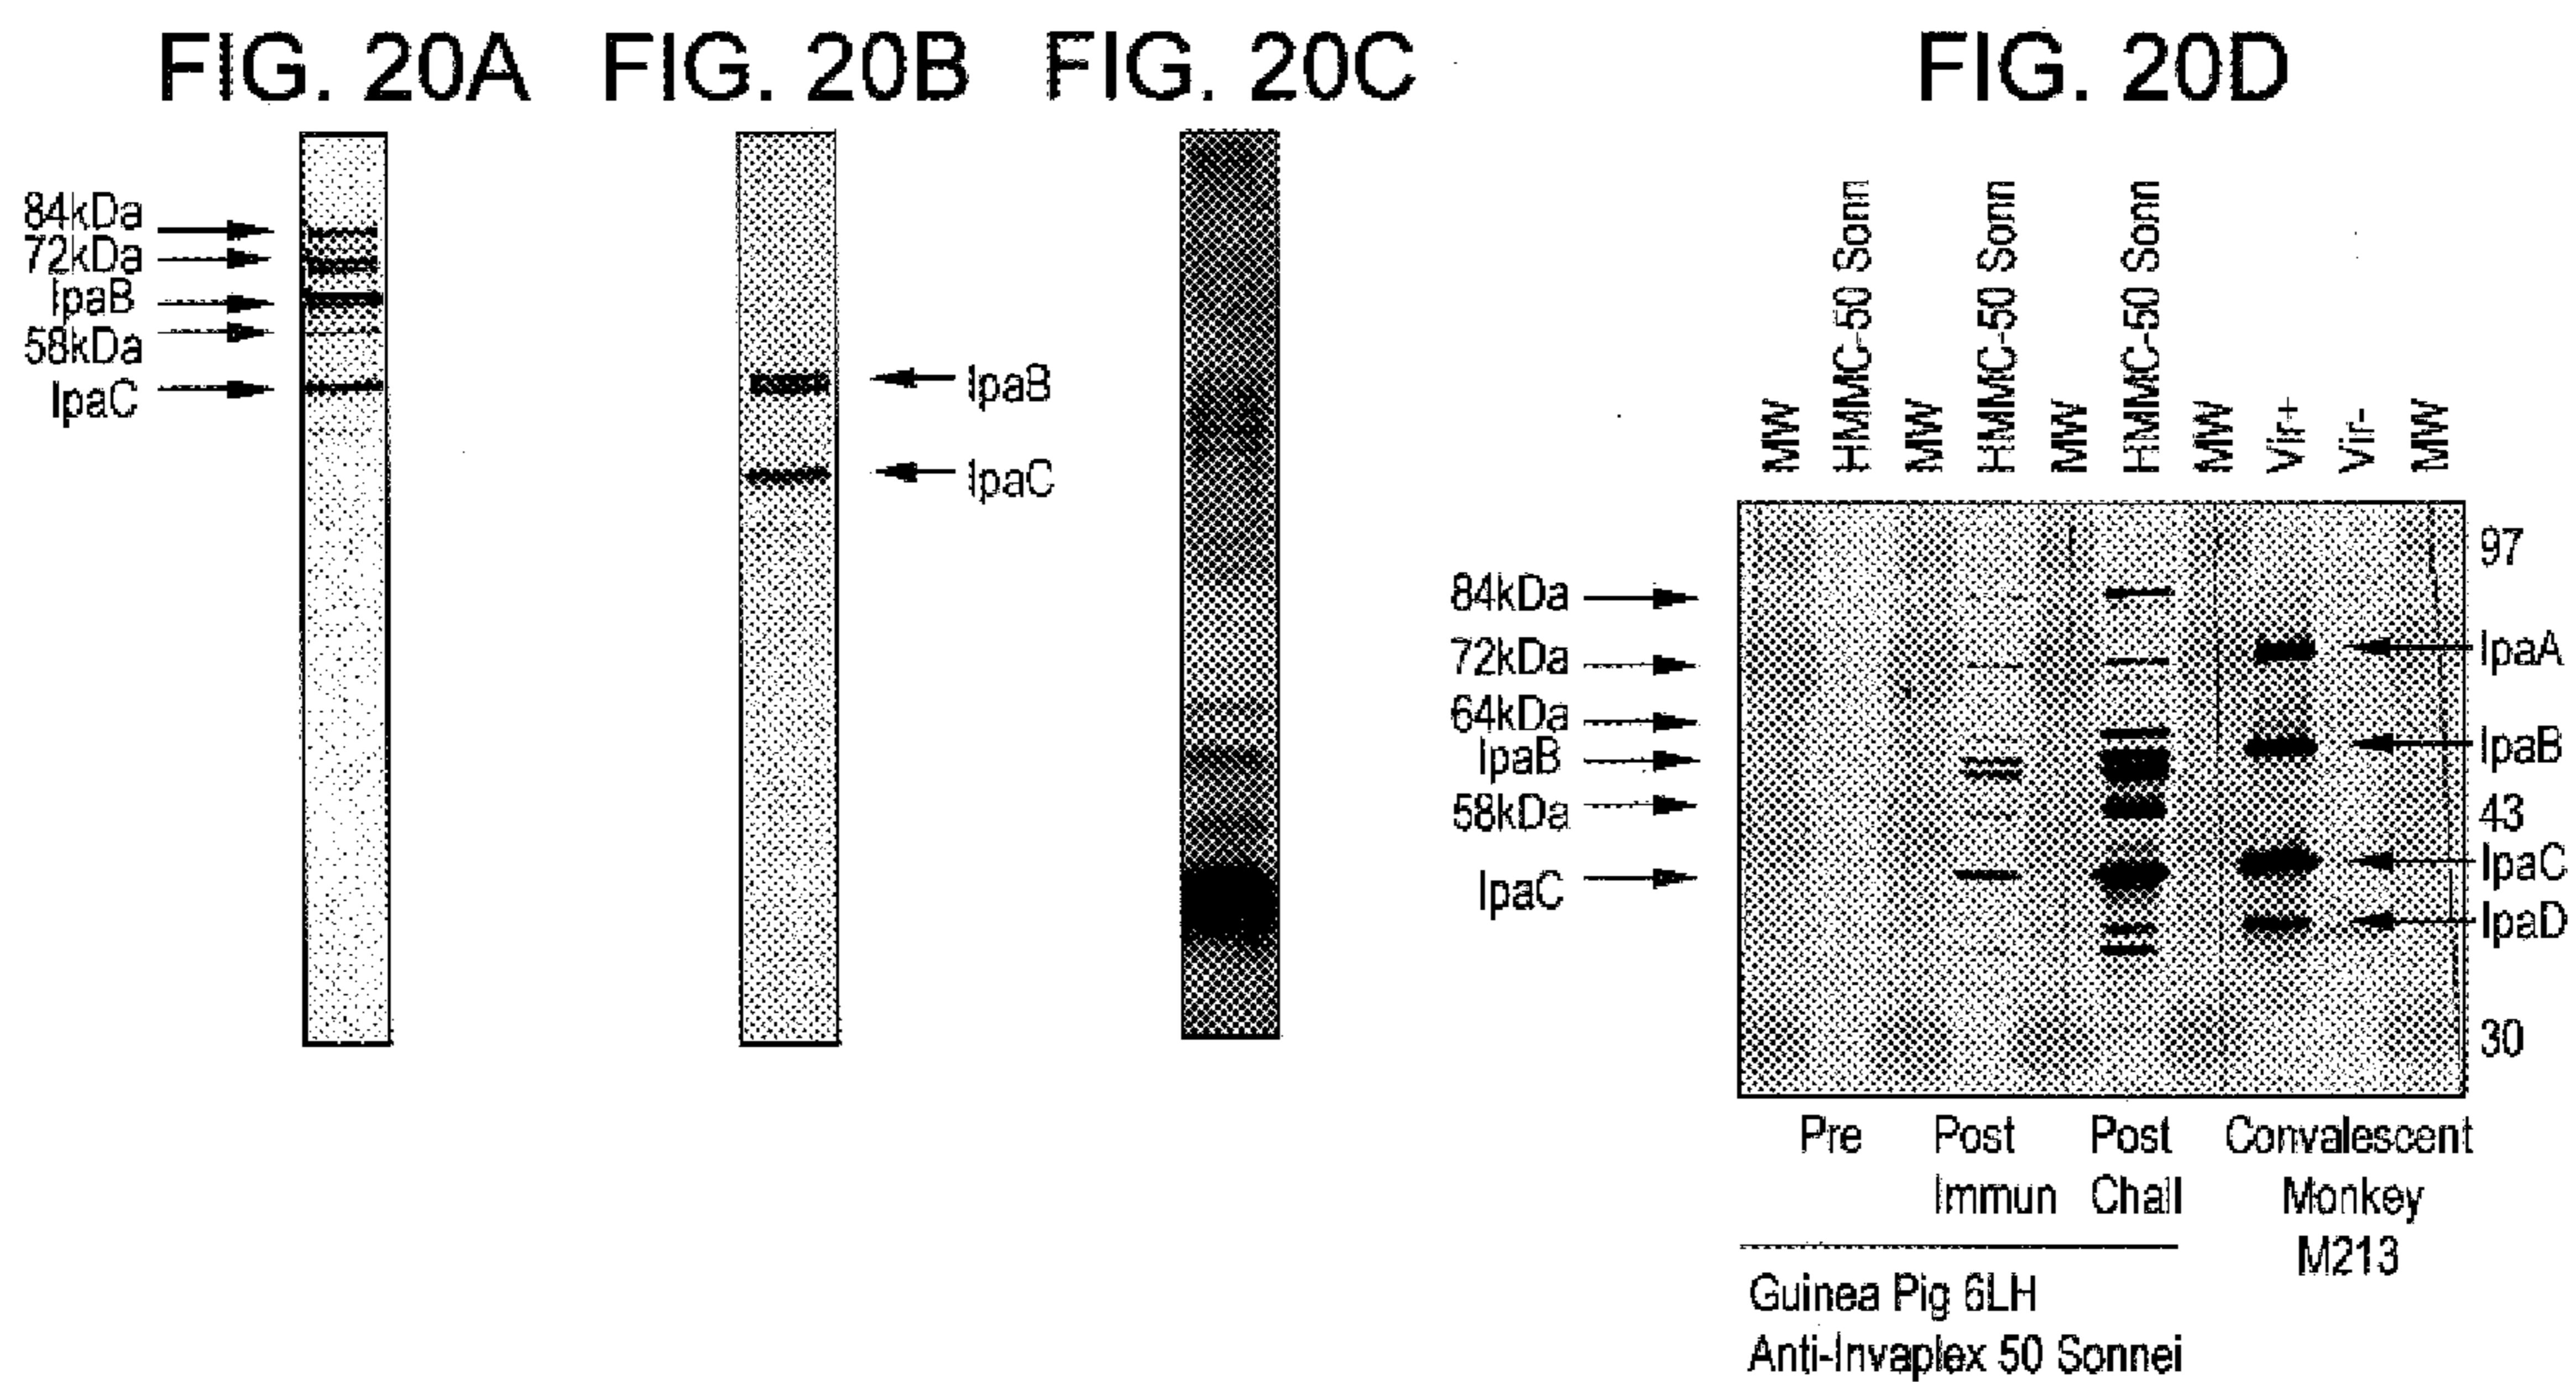 FIG. 20A
FIG. 20B
FIG. 20C
FIG. 20D
84kDa
72kDa
IpaB
58kDa
IpaC
IpaB
IpaC
MW
HMMC-50 Sonn
MW
HMMC-50 Sonn
MW
HMMC-50 Sonn
MW
Vir+
Vir-
MW
84kDa
72kDa
64kDa
IpaB
58kDa
IpaC
97
IpaA
IpaB
43
IpaC
IpaD
30
Pre
Post
Immun
Post
Chall
Convalescent
Monkey
M213
Guinea Pig 6LH
Anti-Invaplex 50 Sonnei